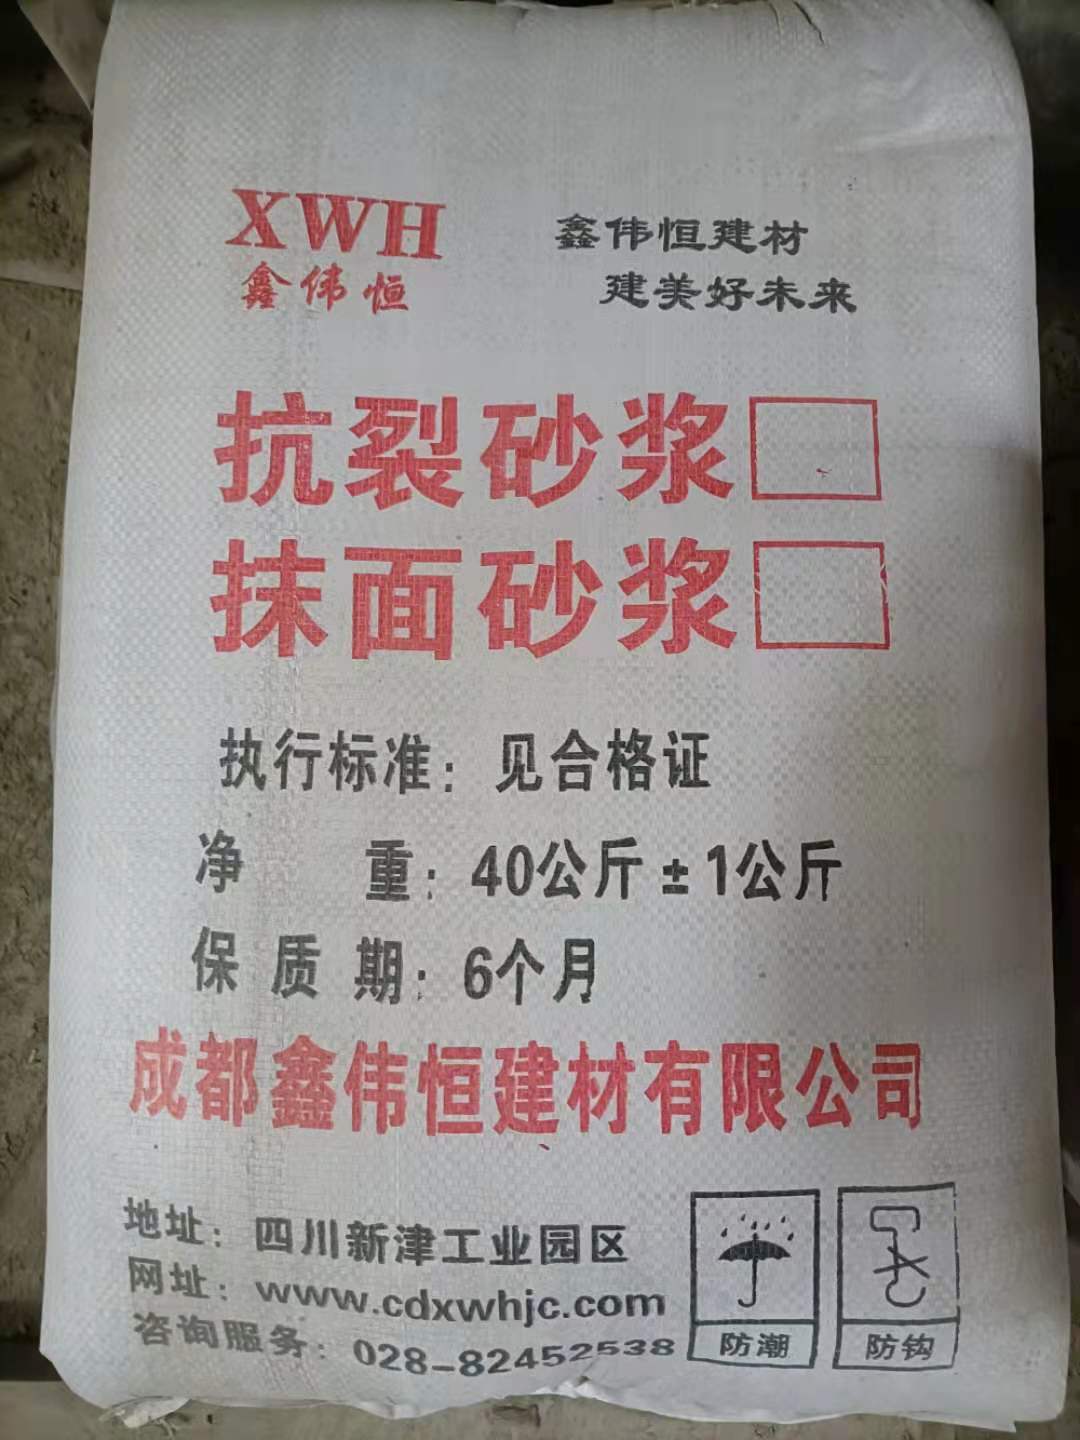 XWH
鑫伟恒
鑫伟恒建材
建美好未来
抗裂砂浆
抹面砂浆
执行标准：见合格证
净 重：40公斤±1公斤
保质期：6个月
成都鑫伟恒建材有限公司
地址：四川新津工业园区
网址：www.cdxwhjc.com
咨询服务：028-82452538
防潮
防钩